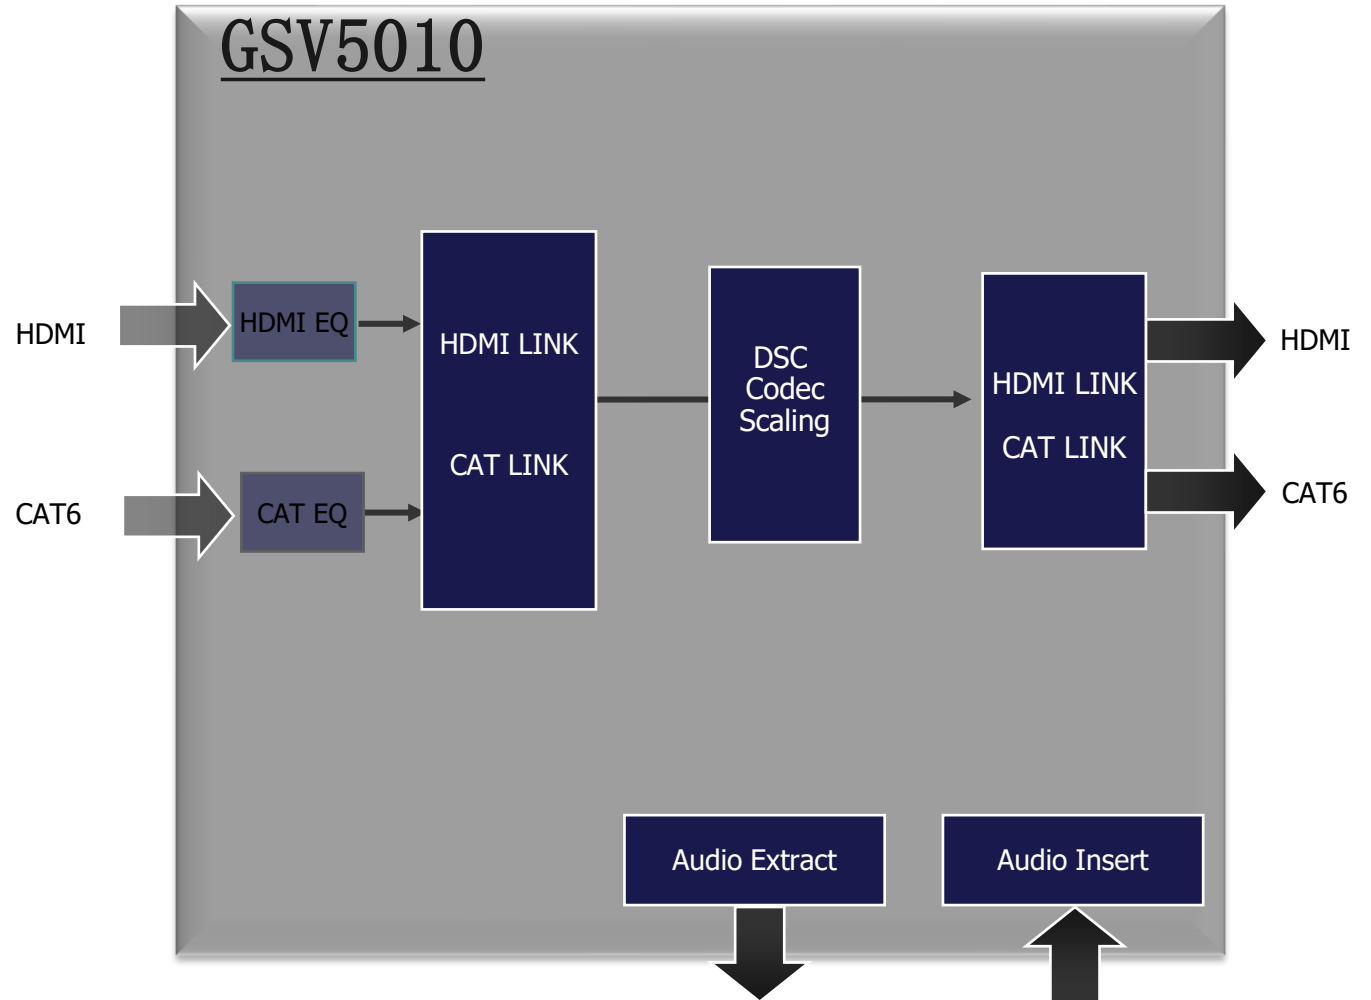 GSV5010
HDMI
HDMI EQ
HDMI LINK
CAT LINK
CAT6
CAT EQ
DSC
Codec
Scaling
HDMI LINK
CAT LINK
HDMI
CAT6
Audio Extract
Audio Insert